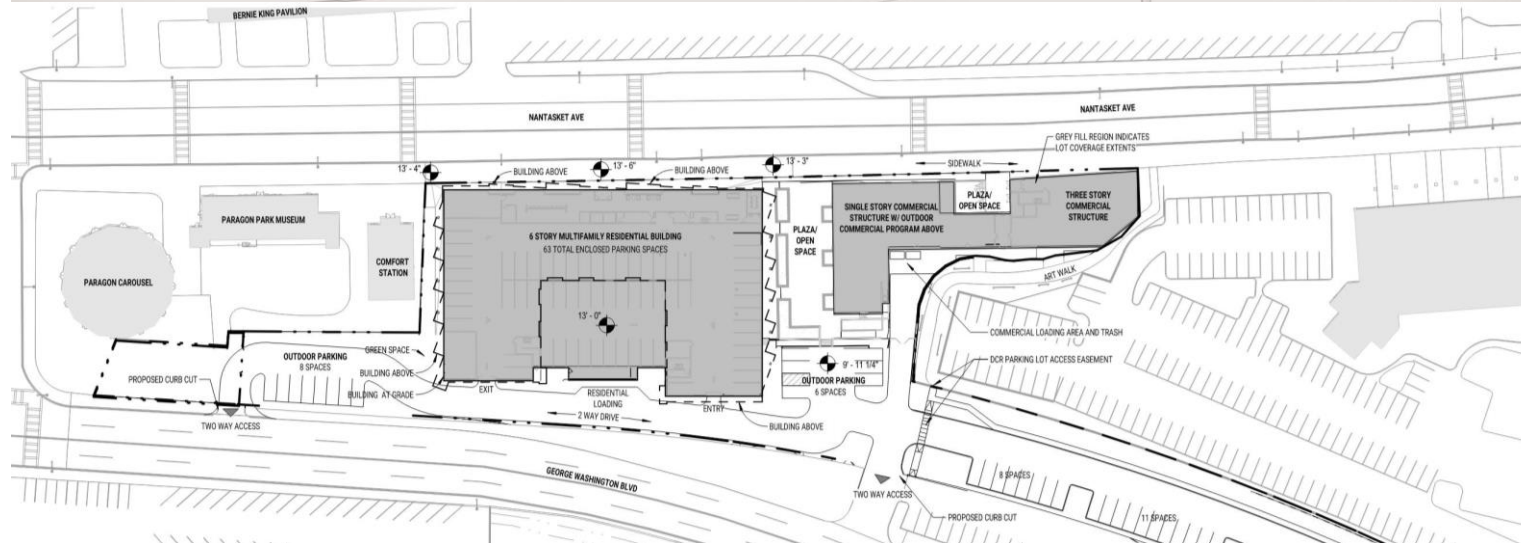 BERNIE KING PAVILION
NANTASKET AVE
NANTASKET AVE
GREY FILL REGION INDICATES
LOT COVERAGE EXTENTS
13' - 4"
13' - 6"
13' - 3"
BUILDING ABOVE
BUILDING ABOVE
SIDEWALK
PARAGON PARK MUSEUM
PARAGON CAROUSEL
COMFORT
STATION
6 STORY MULTIFAMILY RESIDENTIAL BUILDING
63 TOTAL ENCLOSED PARKING SPACES
PLAZA/
OPEN
SPACE
SINGLE STORY COMMERCIAL
STRUCTURE W/ OUTDOOR
COMMERCIAL PROGRAM ABOVE
PLAZA/
OPEN SPACE
THREE STORY
COMMERCIAL
STRUCTURE
ART WALK
13' - 0"
COMMERCIAL LOADING AREA AND TRASH
DCR PARKING LOT ACCESS EASEMENT
GREEN SPACE
OUTDOOR PARKING
8 SPACES
BUILDING ABOVE
PROPOSED CURB CUT
BUILDING AT GRADE
EXIT
RESIDENTIAL
LOADING
ENTRY
9' - 11 1/4"
OUTDOOR PARKING
6 SPACES
2 WAY DRIVE
BUILDING ABOVE
TWO WAY ACCESS
GEORGE WASHINGTON BLVD
TWO WAY ACCESS
PROPOSED CURB CUT
8 SPACES
11 SPACES